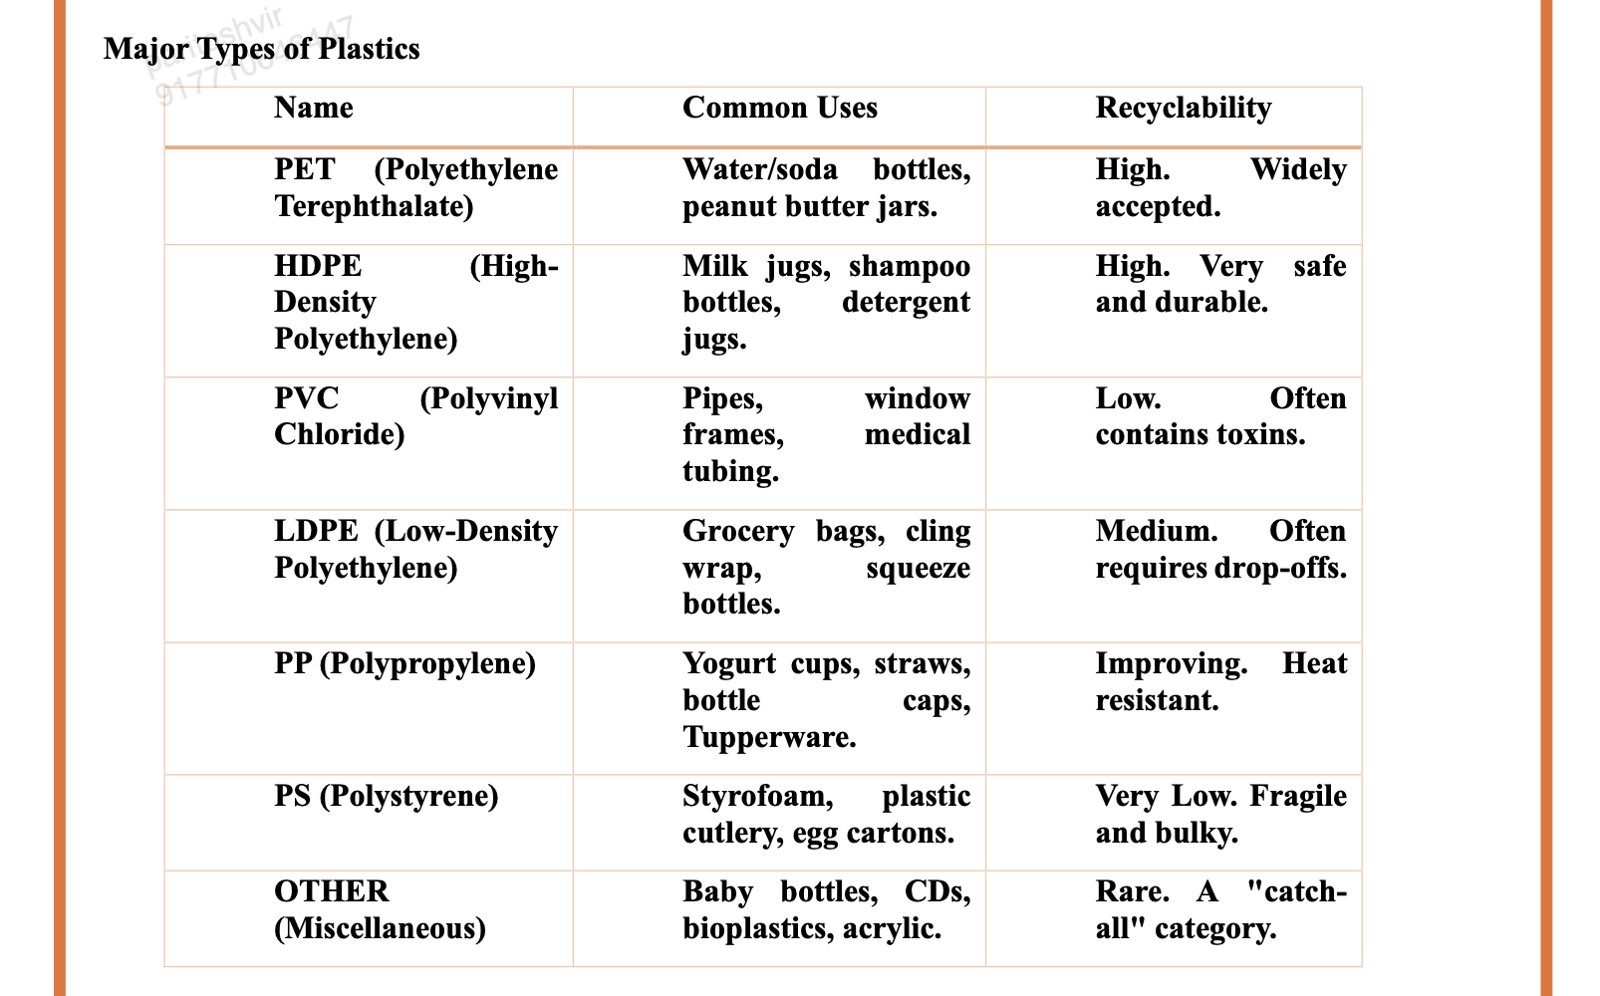 Major Types of Plastics
Name Common Uses Recyclability
PET (Polyethylene Terephthalate) Water/soda bottles, peanut butter jars. High. Widely accepted.
HDPE (High-Density Polyethylene) Milk jugs, shampoo bottles, detergent jugs. High. Very safe and durable.
PVC (Polyvinyl Chloride) Pipes, window frames, medical tubing. Low. Often contains toxins.
LDPE (Low-Density Polyethylene) Grocery bags, cling wrap, squeeze bottles. Medium. Often requires drop-offs.
PP (Polypropylene) Yogurt cups, straws, bottle caps, Tupperware. Improving. Heat resistant.
PS (Polystyrene) Styrofoam, plastic cutlery, egg cartons. Very Low. Fragile and bulky.
OTHER (Miscellaneous) Baby bottles, CDs, bioplastics, acrylic. Rare. A "catch-all" category.